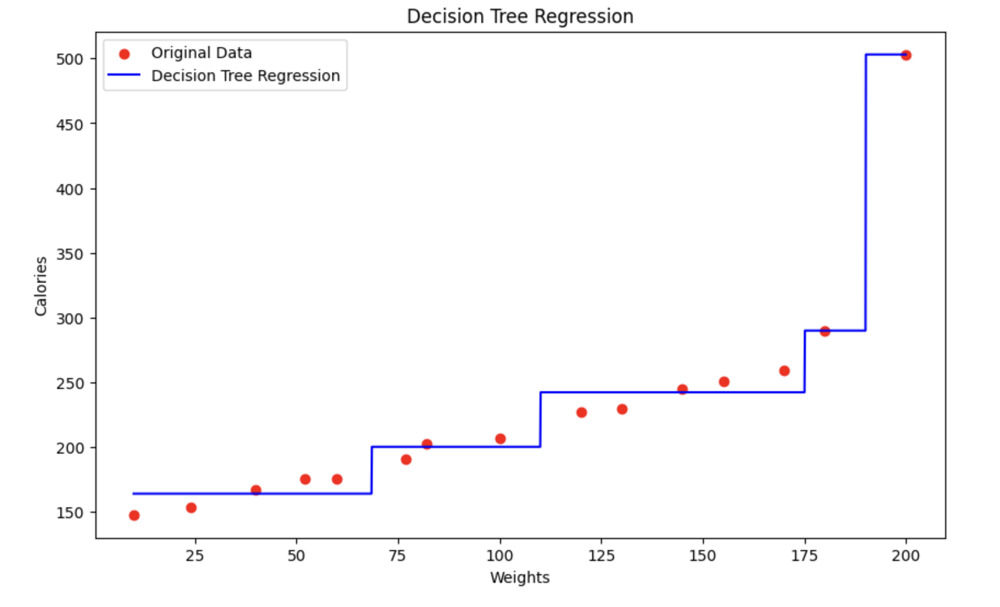 Decision Tree Regression
Original Data
Decision Tree Regression
500
450
400
350
300
250
200
150
Calories
25 50 75 100 125 150 175 200
Weights